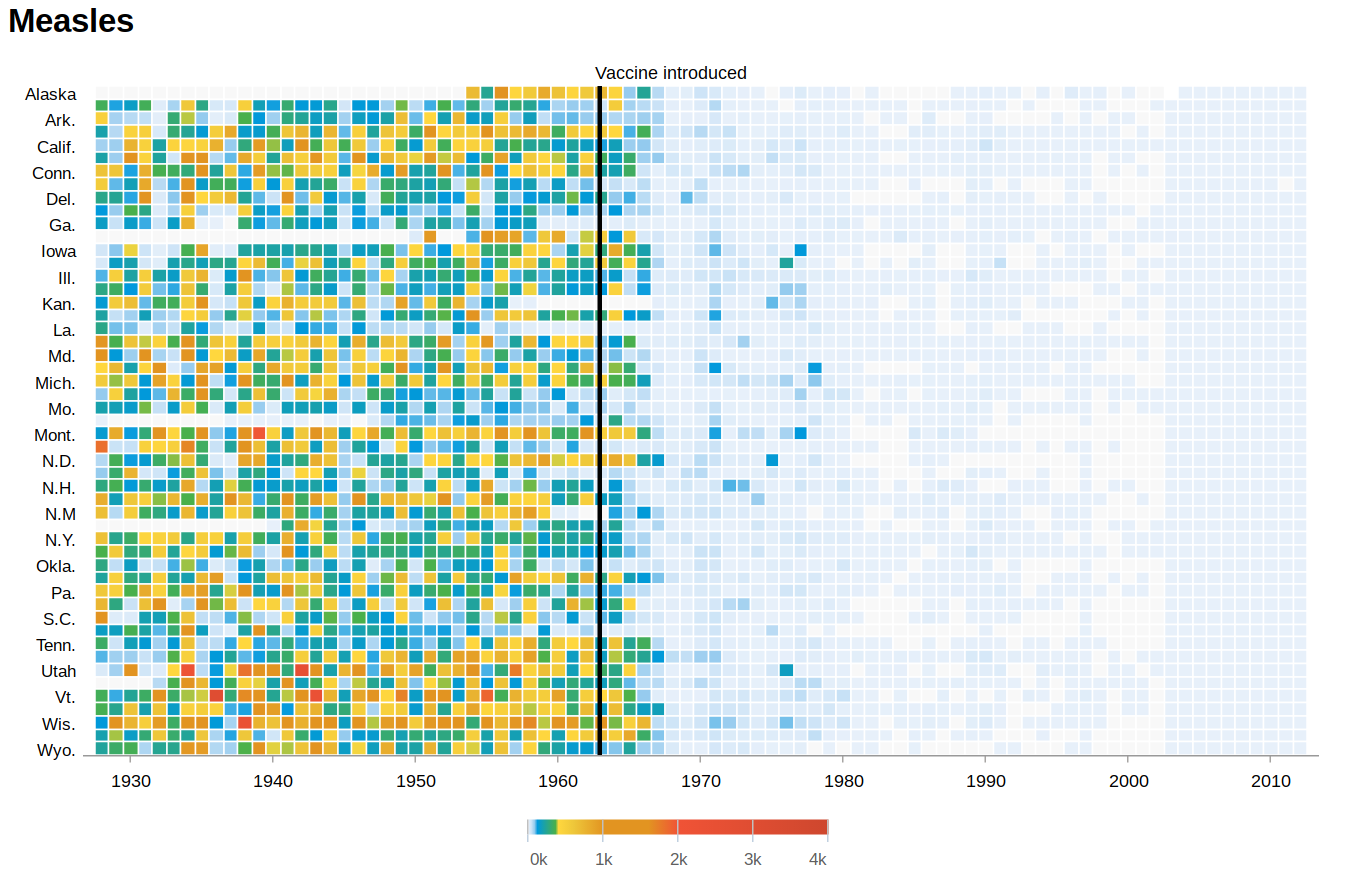 Measles
Vaccine introduced
Alaska
Ark.
Calif.
Conn.
Del.
Ga.
Iowa
Ill.
Kan.
La.
Md.
Mich.
Mo.
Mont.
N.D.
N.H.
N.M
N.Y.
Okla.
Pa.
S.C.
Tenn.
Utah
Vt.
Wis.
Wyo.
1930 1940 1950 1960 1970 1980 1990 2000 2010
0k 1k 2k 3k 4k